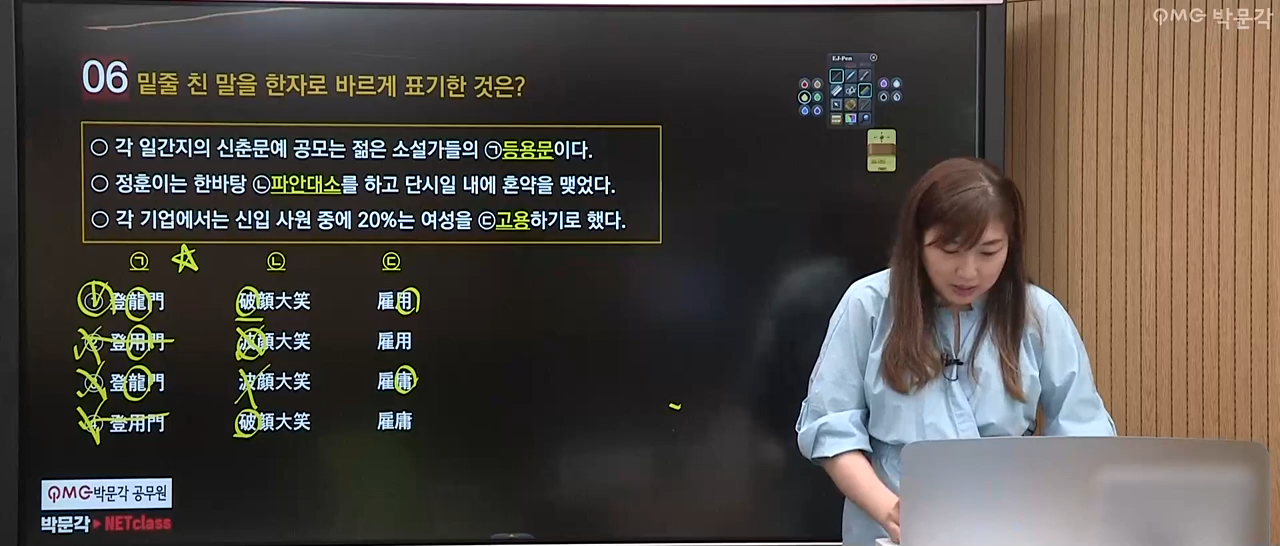 PMG 박문각
06 밑줄 친 말을 한자로 바르게 표기한 것은?
EJ-Pen
○ 각 일간지의 신춘문예 공모는 젊은 소설가들의 ㉠등용문이다.
○ 정훈이는 한바탕 ㉡파안대소를 하고 단시일 내에 혼약을 맺었다.
○ 각 기업에서는 신입 사원 중에 20%는 여성을 ㉢고용하기로 했다.
㉠ ㉡ ㉢
① 登龍門 破顔大笑 雇用
② 登用門 波顔大笑 雇用
③ 登龍門 波顔大笑 雇庸
④ 登用門 破顔大笑 雇庸
PMG 박문각 공무원
박문각 ▶ NETclass